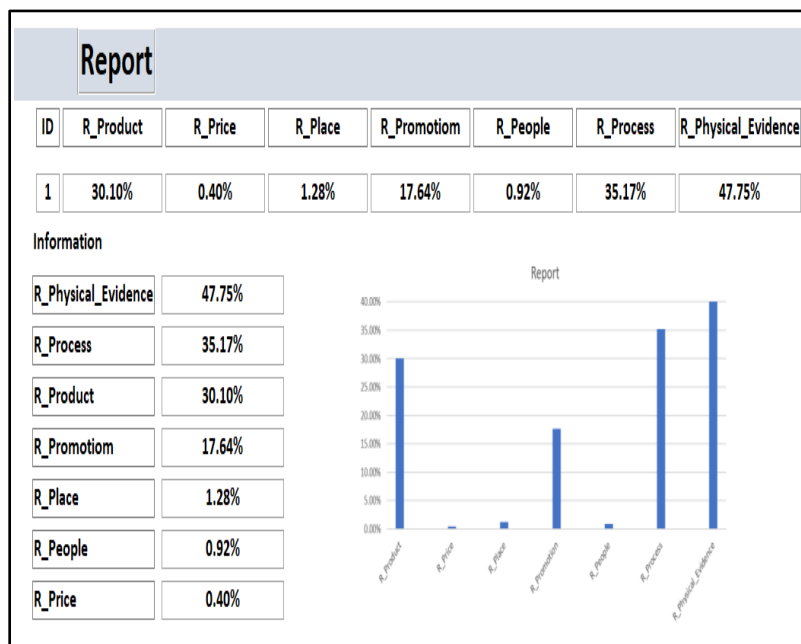 Report
ID R_Product R_Price R_Place R_Promotiom R_People R_Process R_Physical_Evidence
1 30.10% 0.40% 1.28% 17.64% 0.92% 35.17% 47.75%
Information
R_Physical_Evidence 47.75%
R_Process 35.17%
R_Product 30.10%
R_Promotiom 17.64%
R_Place 1.28%
R_People 0.92%
R_Price 0.40%
Report
40.00%
35.00%
30.00%
25.00%
20.00%
15.00%
10.00%
5.00%
0.00%
R_Product R_Price R_Place R_Promotion R_People R_Process R_Physical_Evidence